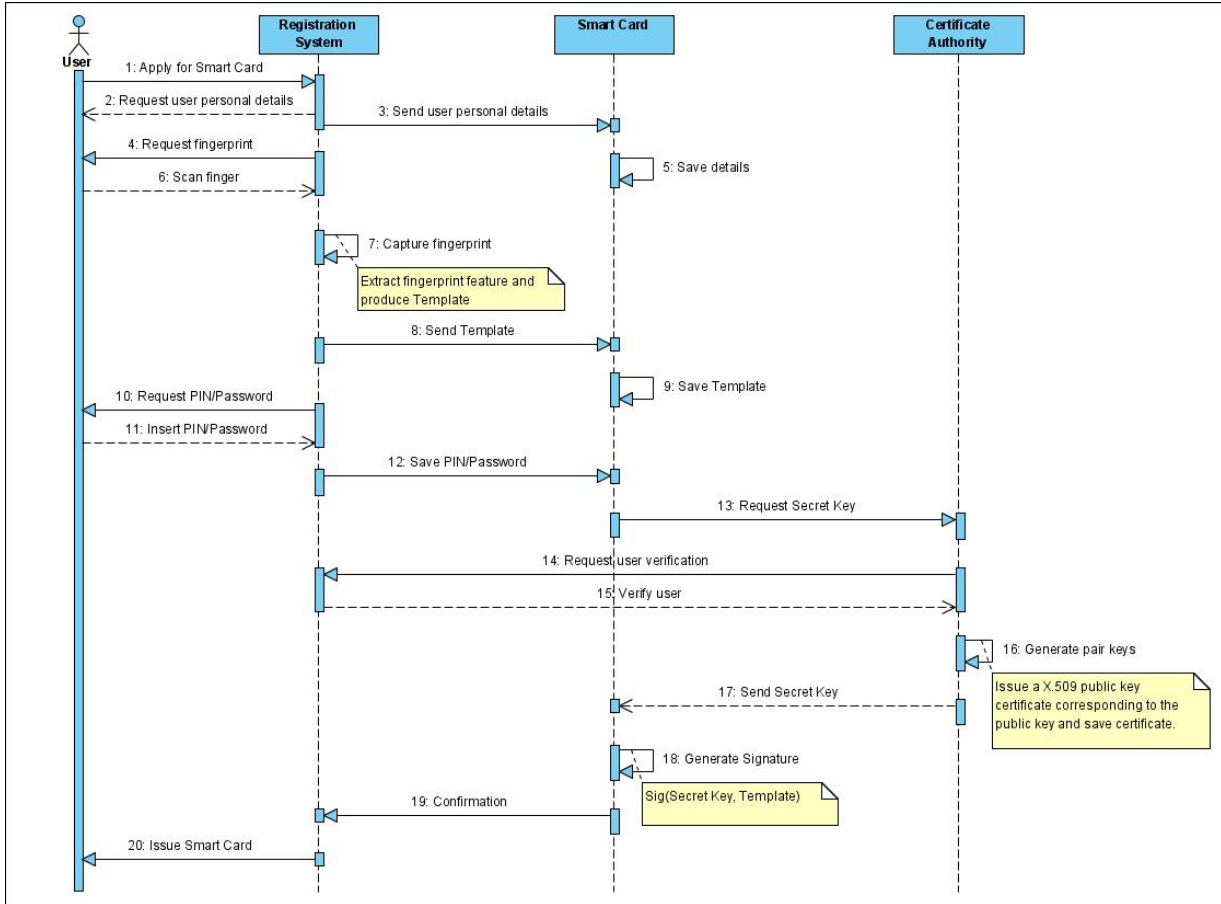 Registration
System
Smart Card
Certificate
Authority
User
1: Apply for Smart Card
2: Request user personal details
3: Send user personal details
4: Request fingerprint
5: Save details
6: Scan finger
7: Capture fingerprint
Extract fingerprint feature and
produce Template
8: Send Template
9: Save Template
10: Request PIN/Password
11: Insert PIN/Password
12: Save PIN/Password
13: Request Secret Key
14: Request user verification
15: Verify user
16: Generate pair keys
Issue a X.509 public key
certificate corresponding to the
public key and save certificate.
17: Send Secret Key
18: Generate Signature
Sig(Secret Key, Template)
19: Confirmation
20: Issue Smart Card